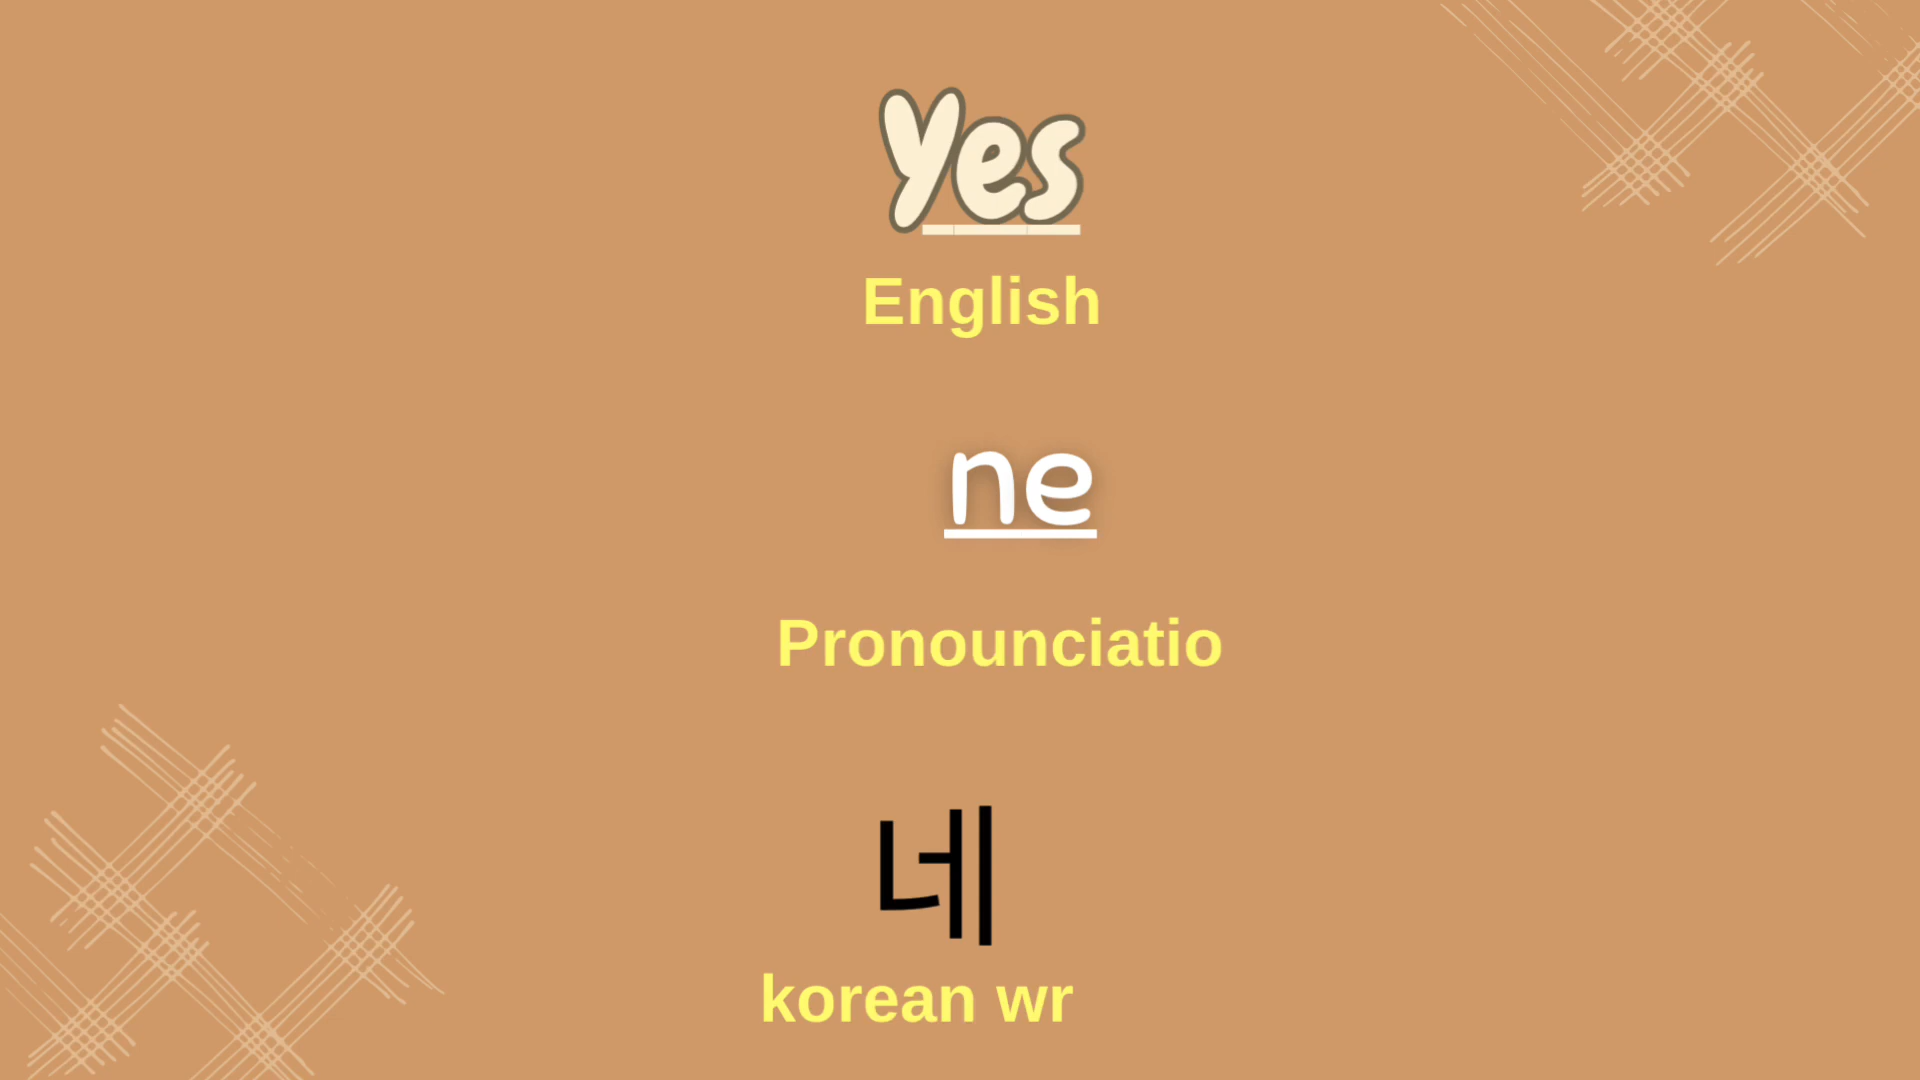 Yes
English
ne
Pronounciatio
네
korean wr